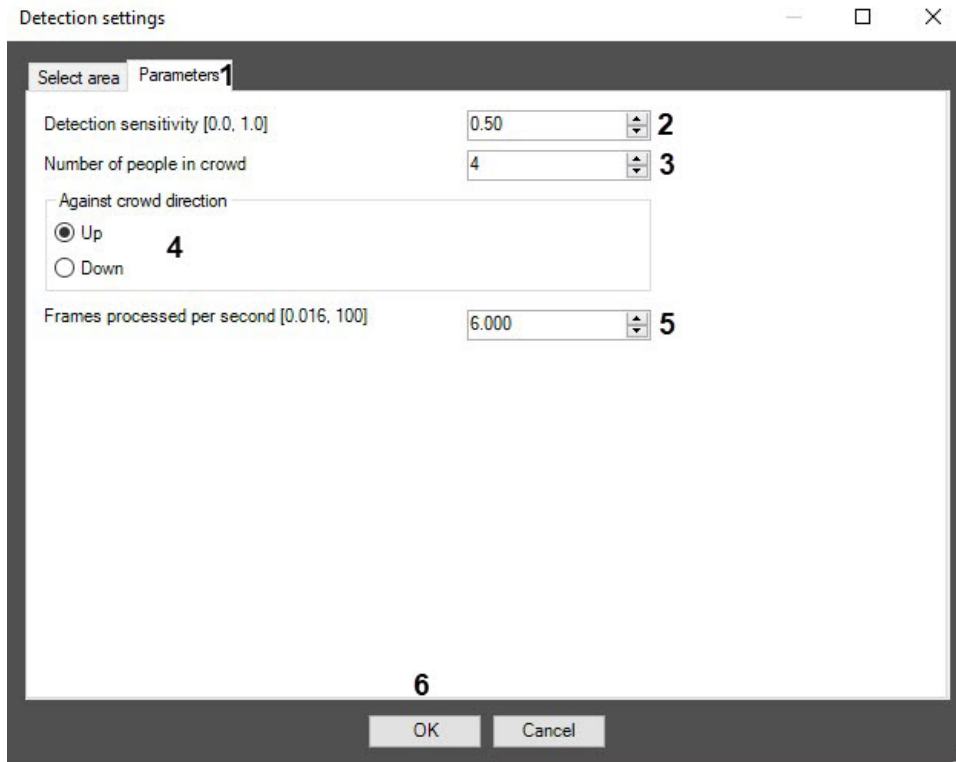 Detection settings
Select area Parameters 1
Detection sensitivity [0.0, 1.0] 0.50 2
Number of people in crowd 4 3
Against crowd direction
Up
4
Down
Frames processed per second [0.016, 100] 6.000 5
6
OK Cancel